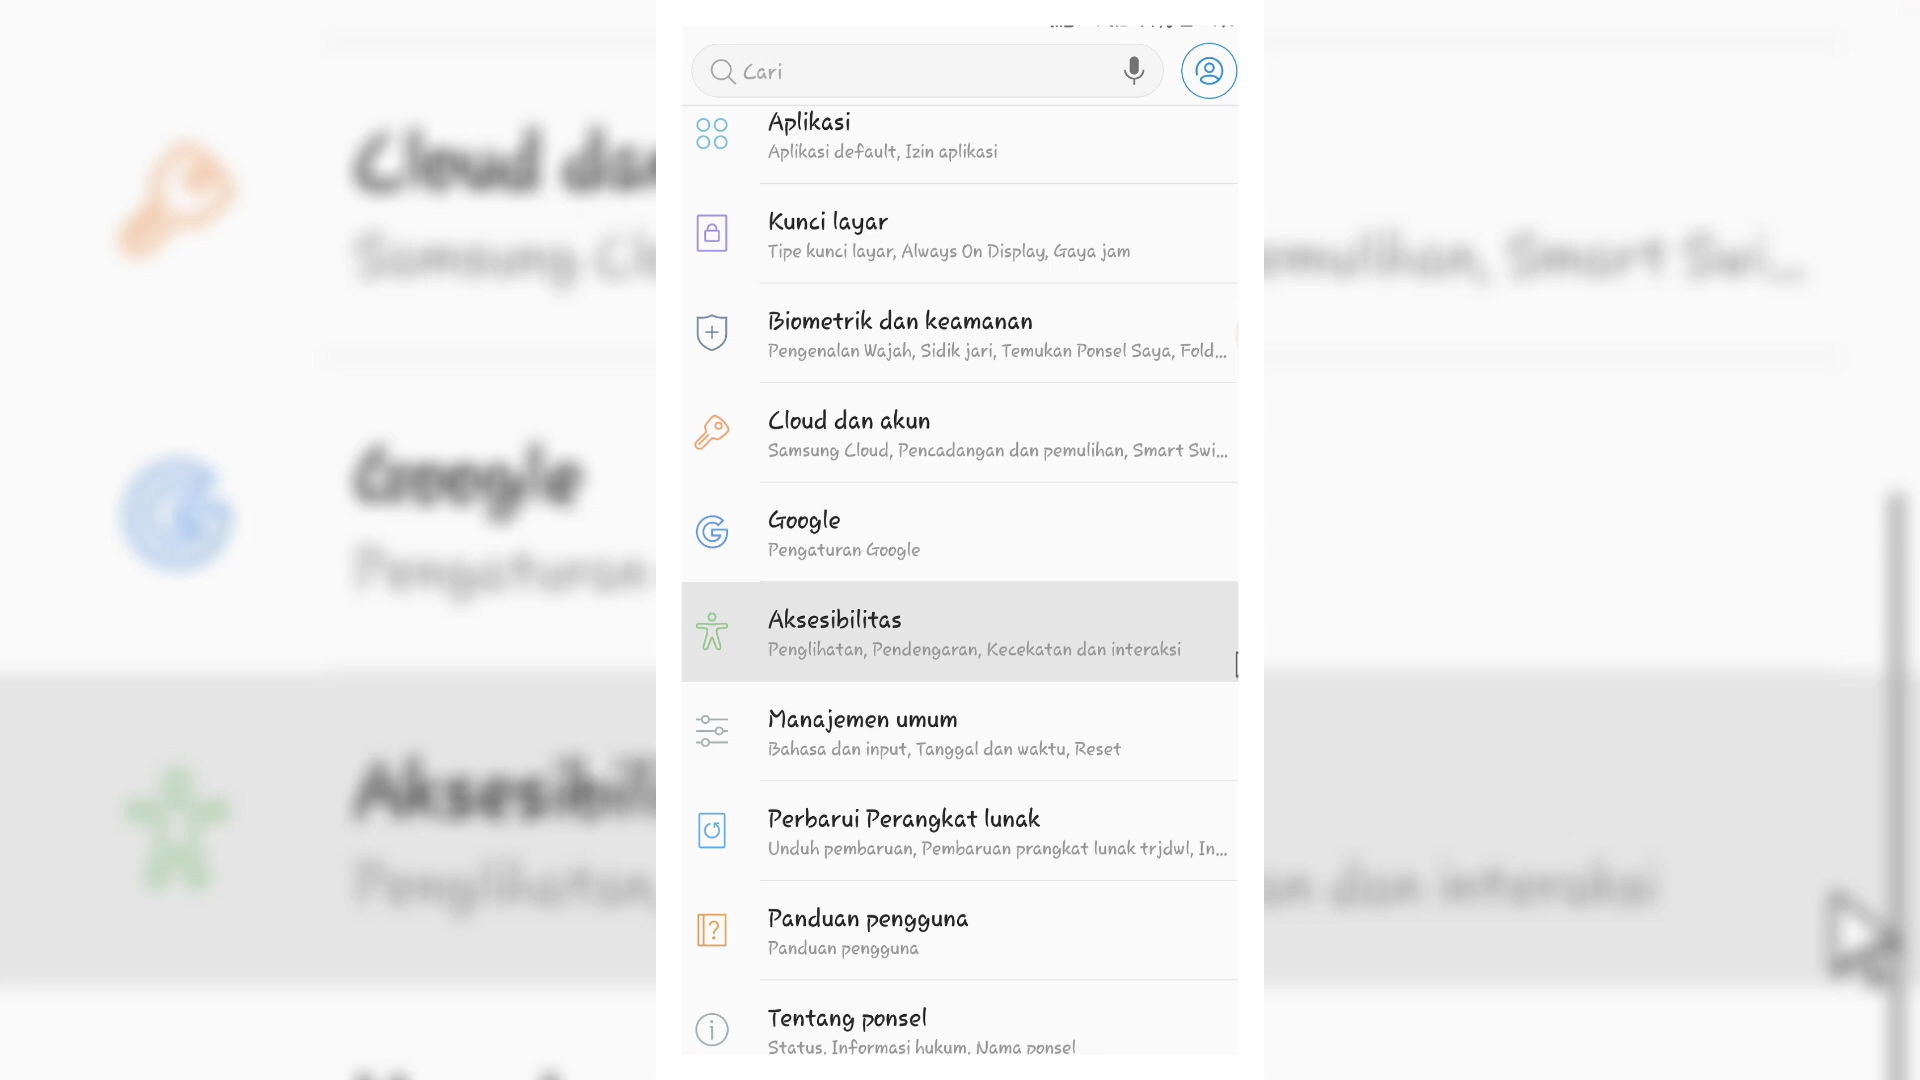 Cari
Aplikasi
Aplikasi default, Izin aplikasi
Kunci layar
Tipe kunci layar, Always On Display, Gaya jam
Biometrik dan keamanan
Pengenalan Wajah, Sidik jari, Temukan Ponsel Saya, Fold...
Cloud dan akun
Samsung Cloud, Pencadangan dan pemulihan, Smart Swi...
Google
Pengaturan Google
Aksesibilitas
Penglihatan, Pendengaran, Kecekatan dan interaksi
Manajemen umum
Bahasa dan input, Tanggal dan waktu, Reset
Perbarui Perangkat lunak
Unduh pembaruan, Pembaruan prangkat lunak trjdwl, In...
Panduan pengguna
Panduan pengguna
Tentang ponsel
Status, Informasi hukum, Nama ponsel